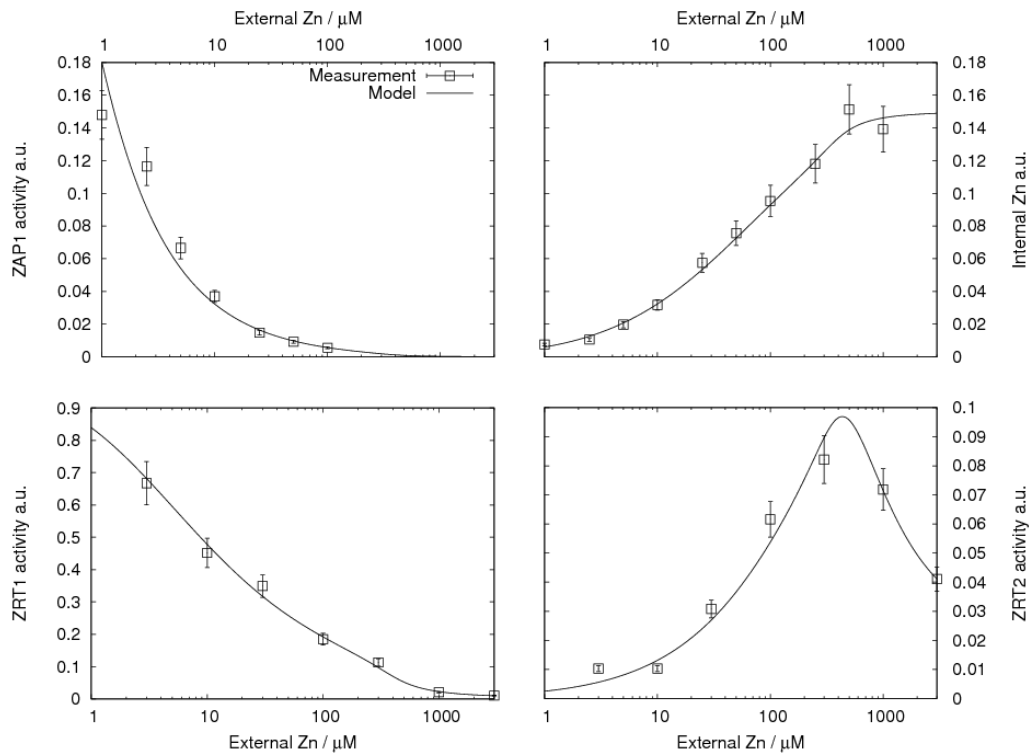 External Zn / μM
1 10 100 1000
0.18
0.16
0.14
0.12
0.1
0.08
0.06
0.04
0.02
0
ZAP1 activity a.u.
Measurement
Model
External Zn / μM
1 10 100 1000
0.18
0.16
0.14
0.12
0.1
0.08
0.06
0.04
0.02
0
Internal Zn a.u.
0.9
0.8
0.7
0.6
0.5
0.4
0.3
0.2
0.1
0
ZRT1 activity a.u.
1 10 100 1000
External Zn / μM
0.1
0.09
0.08
0.07
0.06
0.05
0.04
0.03
0.02
0.01
0
ZRT2 activity a.u.
1 10 100 1000
External Zn / μM